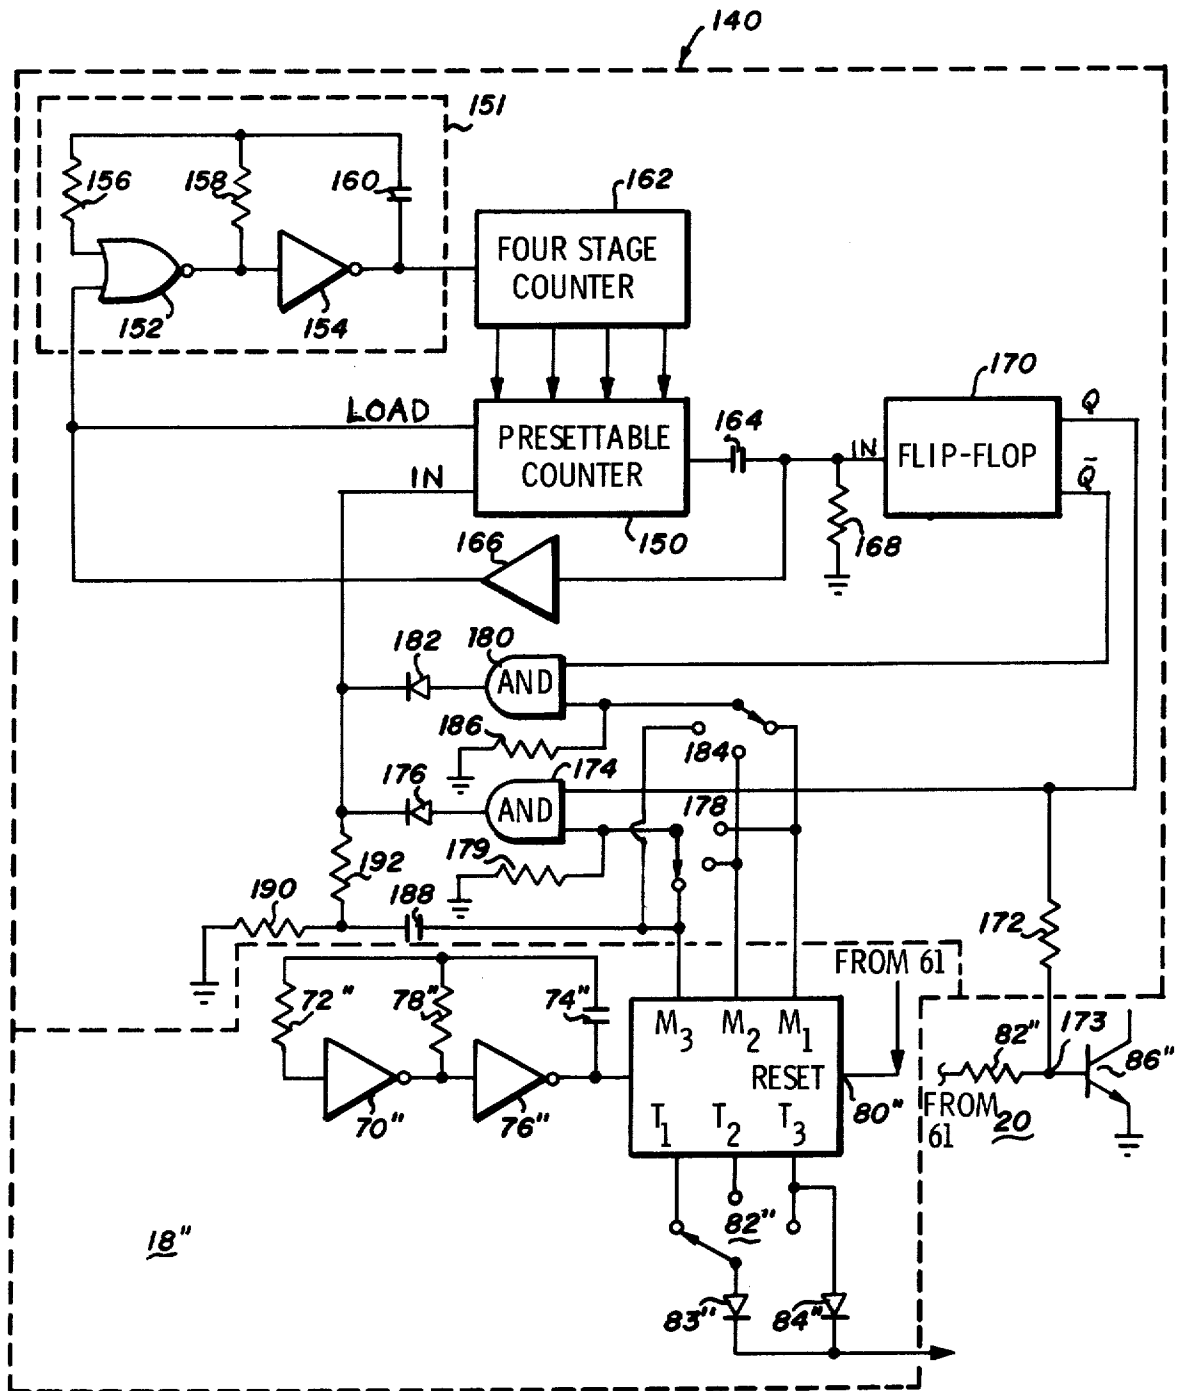 140
151
156
158
160
162
FOUR STAGE
COUNTER
152
154
170
LOAD
164
Q
PRESETTABLE
COUNTER
IN
FLIP-FLOP
Q̄
IN
150
168
166
182
180
AND
186
184
176
174
AND
178
179
192
190
188
172
FROM 61
72"
78"
74"
M3 M2 M1
RESET
80"
82"
173
86"
70"
76"
T1 T2 T3
FROM
61
20
82"
18"
83"
84"